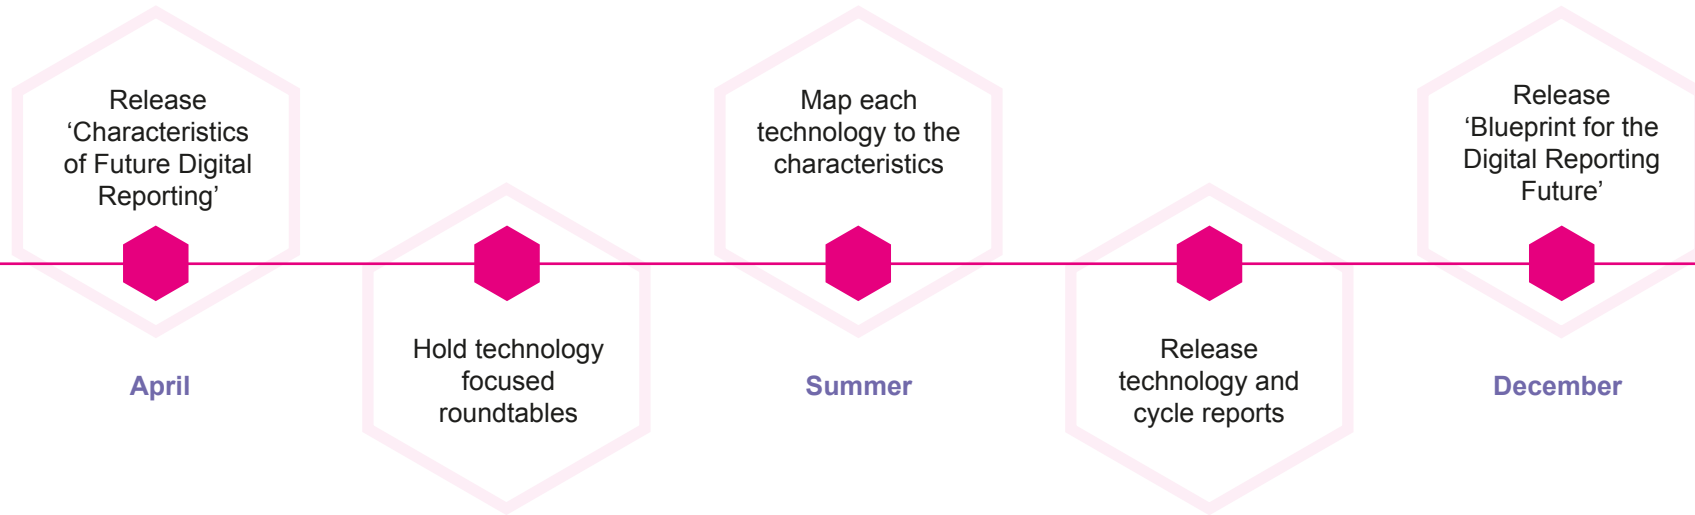 Release
‘Characteristics
of Future Digital
Reporting’
April
Hold technology
focused
roundtables
Map each
technology to the
characteristics
Summer
Release
technology and
cycle reports
Release
‘Blueprint for the
Digital Reporting
Future’
December